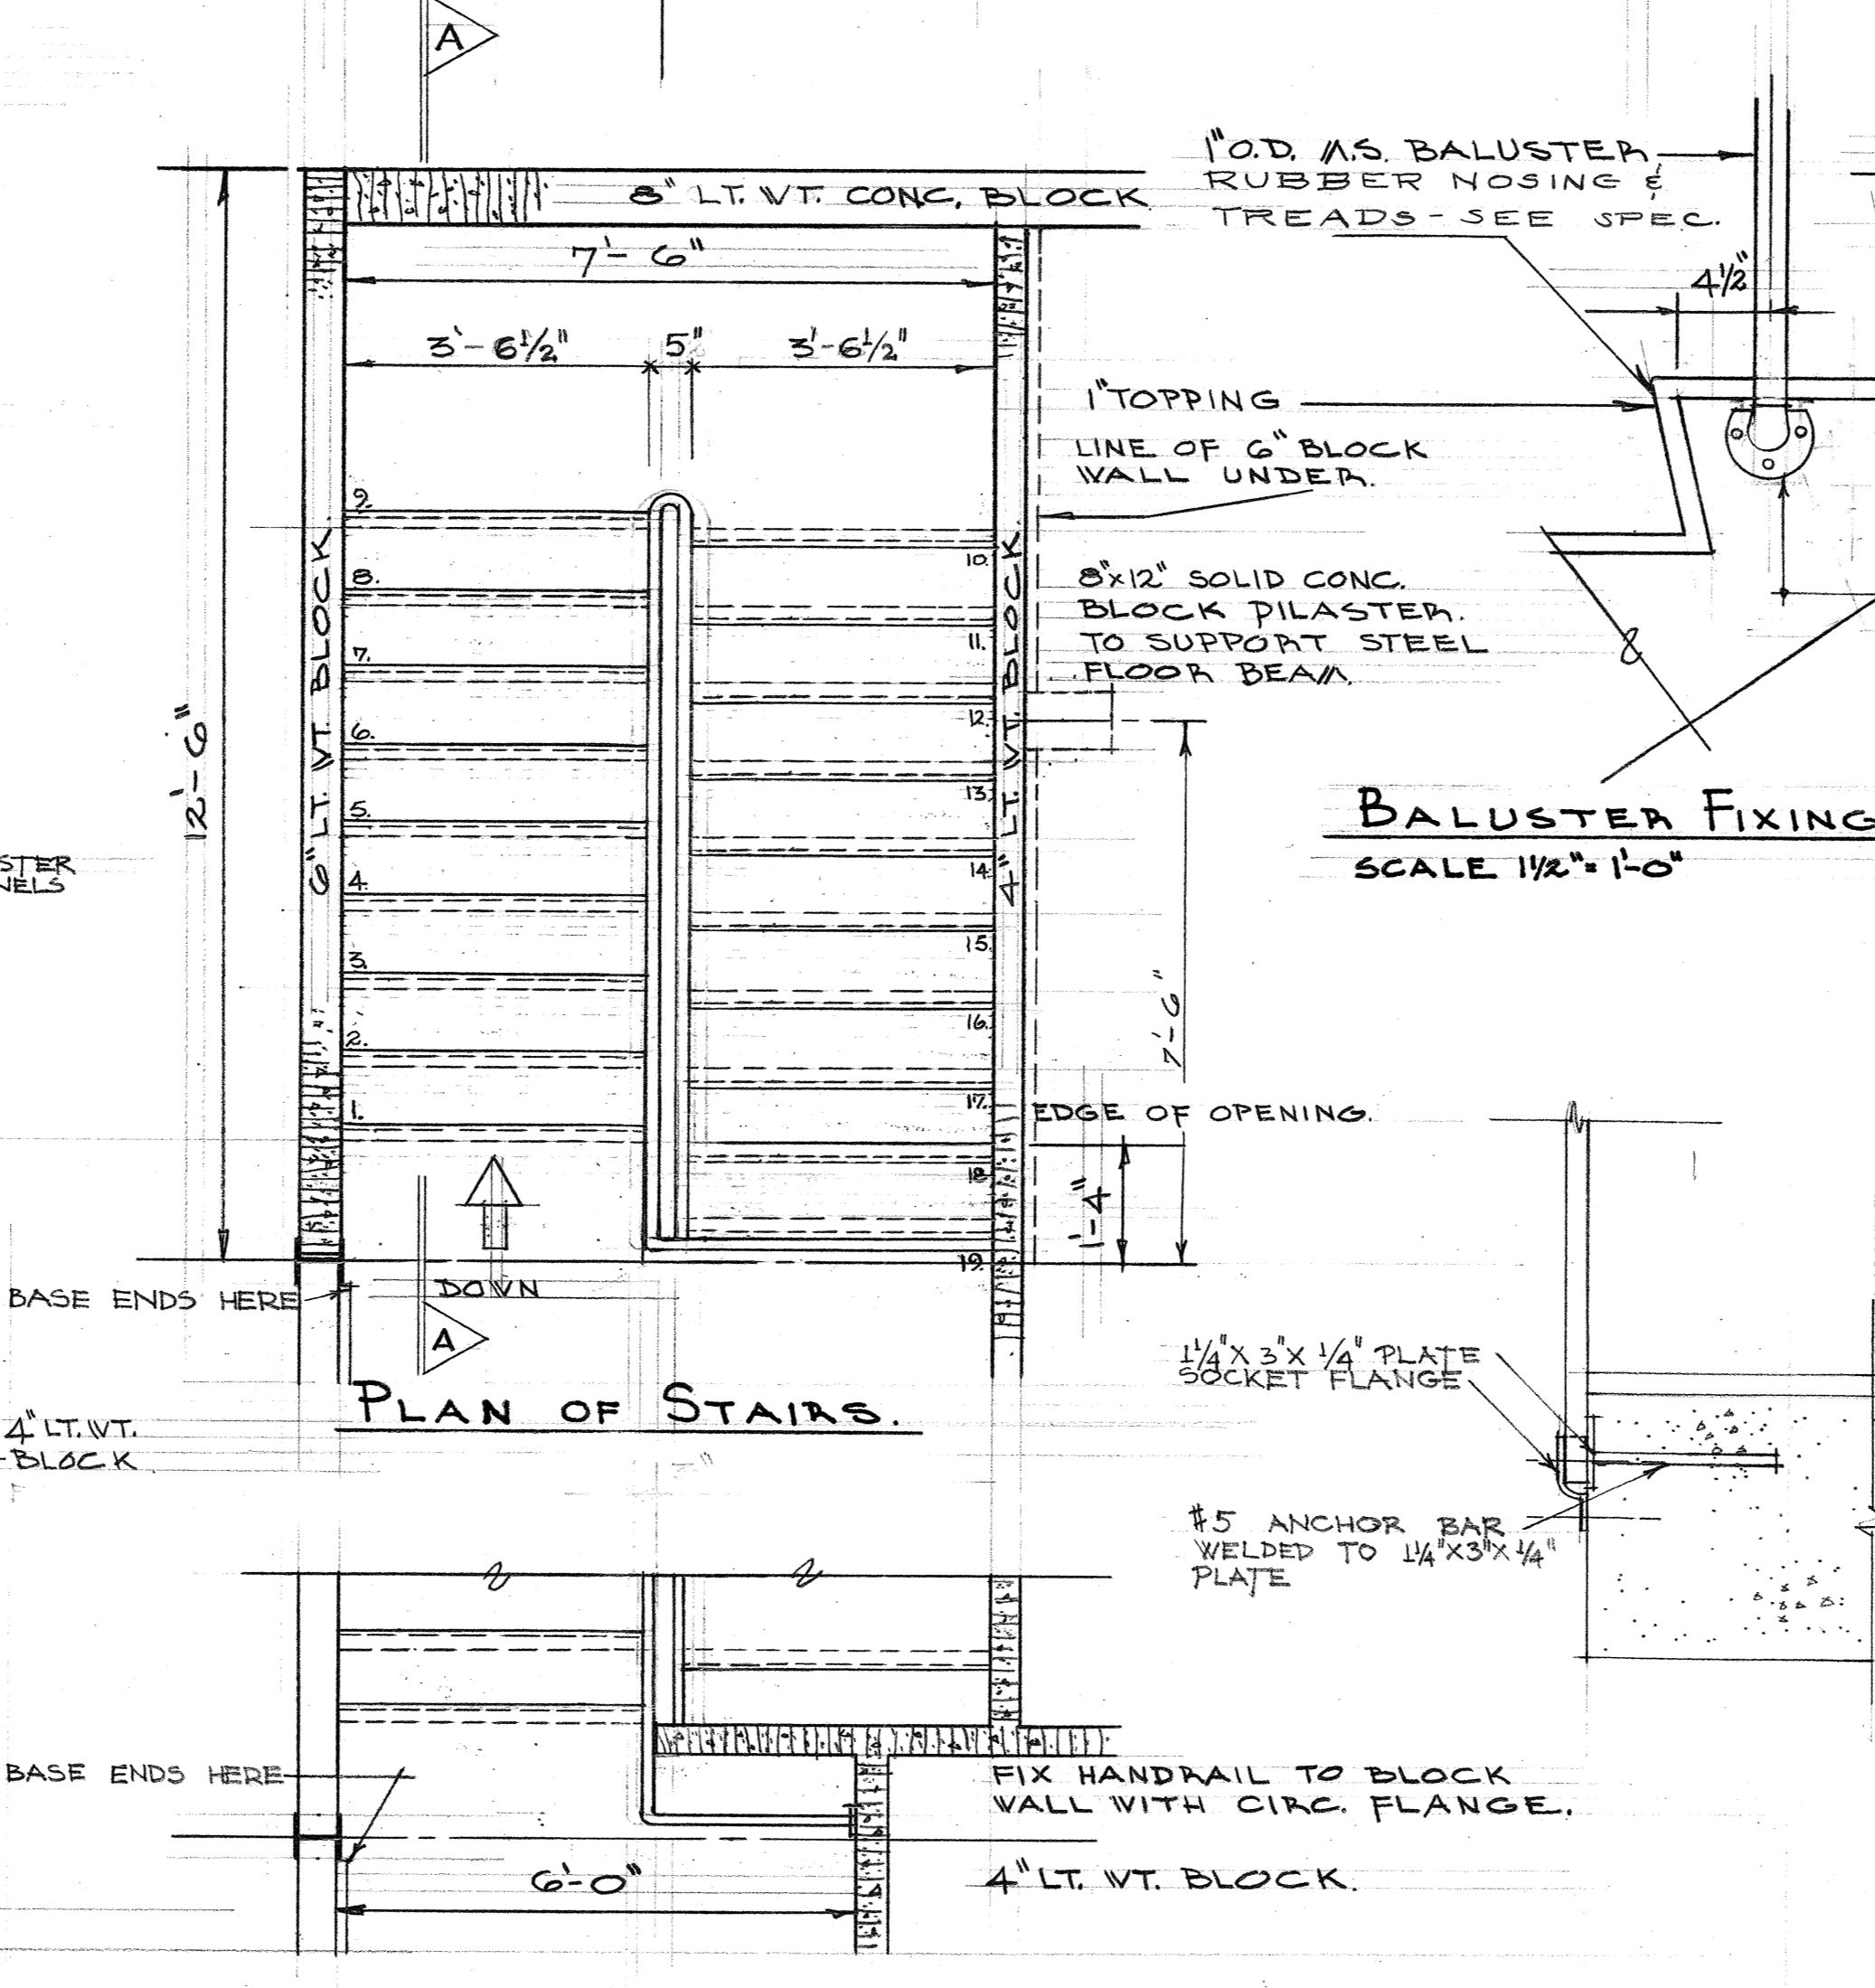 A
8" LT. WT. CONC. BLOCK
7'-6"
3'-6½"
5"
3'-6½"
12'-6"
6" LT. WT. BLOCK
4" LT. WT. BLOCK.
9.
8.
7.
6.
5.
4.
3.
2.
1.
10.
11.
12.
13.
14.
15.
16.
17.
18.
19.
1" O.D. M.S. BALUSTER
RUBBER NOSING &
TREADS - SEE SPEC.
4½"
1" TOPPING
LINE OF 6" BLOCK
WALL UNDER.
8"x12" SOLID CONC.
BLOCK PILASTER.
TO SUPPORT STEEL
FLOOR BEAM.
BALUSTER FIXING
SCALE 1½" = 1'-0"
7'-6"
EDGE OF OPENING.
1'-4"
BASE ENDS HERE
DOWN
A
PLAN OF STAIRS.
4" LT. WT.
BLOCK
1¼" X 3" X ¼" PLATE
SOCKET FLANGE
#5 ANCHOR BAR
WELDED TO 1¼" X 3" X ¼"
PLATE
BASE ENDS HERE
FIX HANDRAIL TO BLOCK
WALL WITH CIRC. FLANGE.
6'-0"
4" LT. WT. BLOCK.